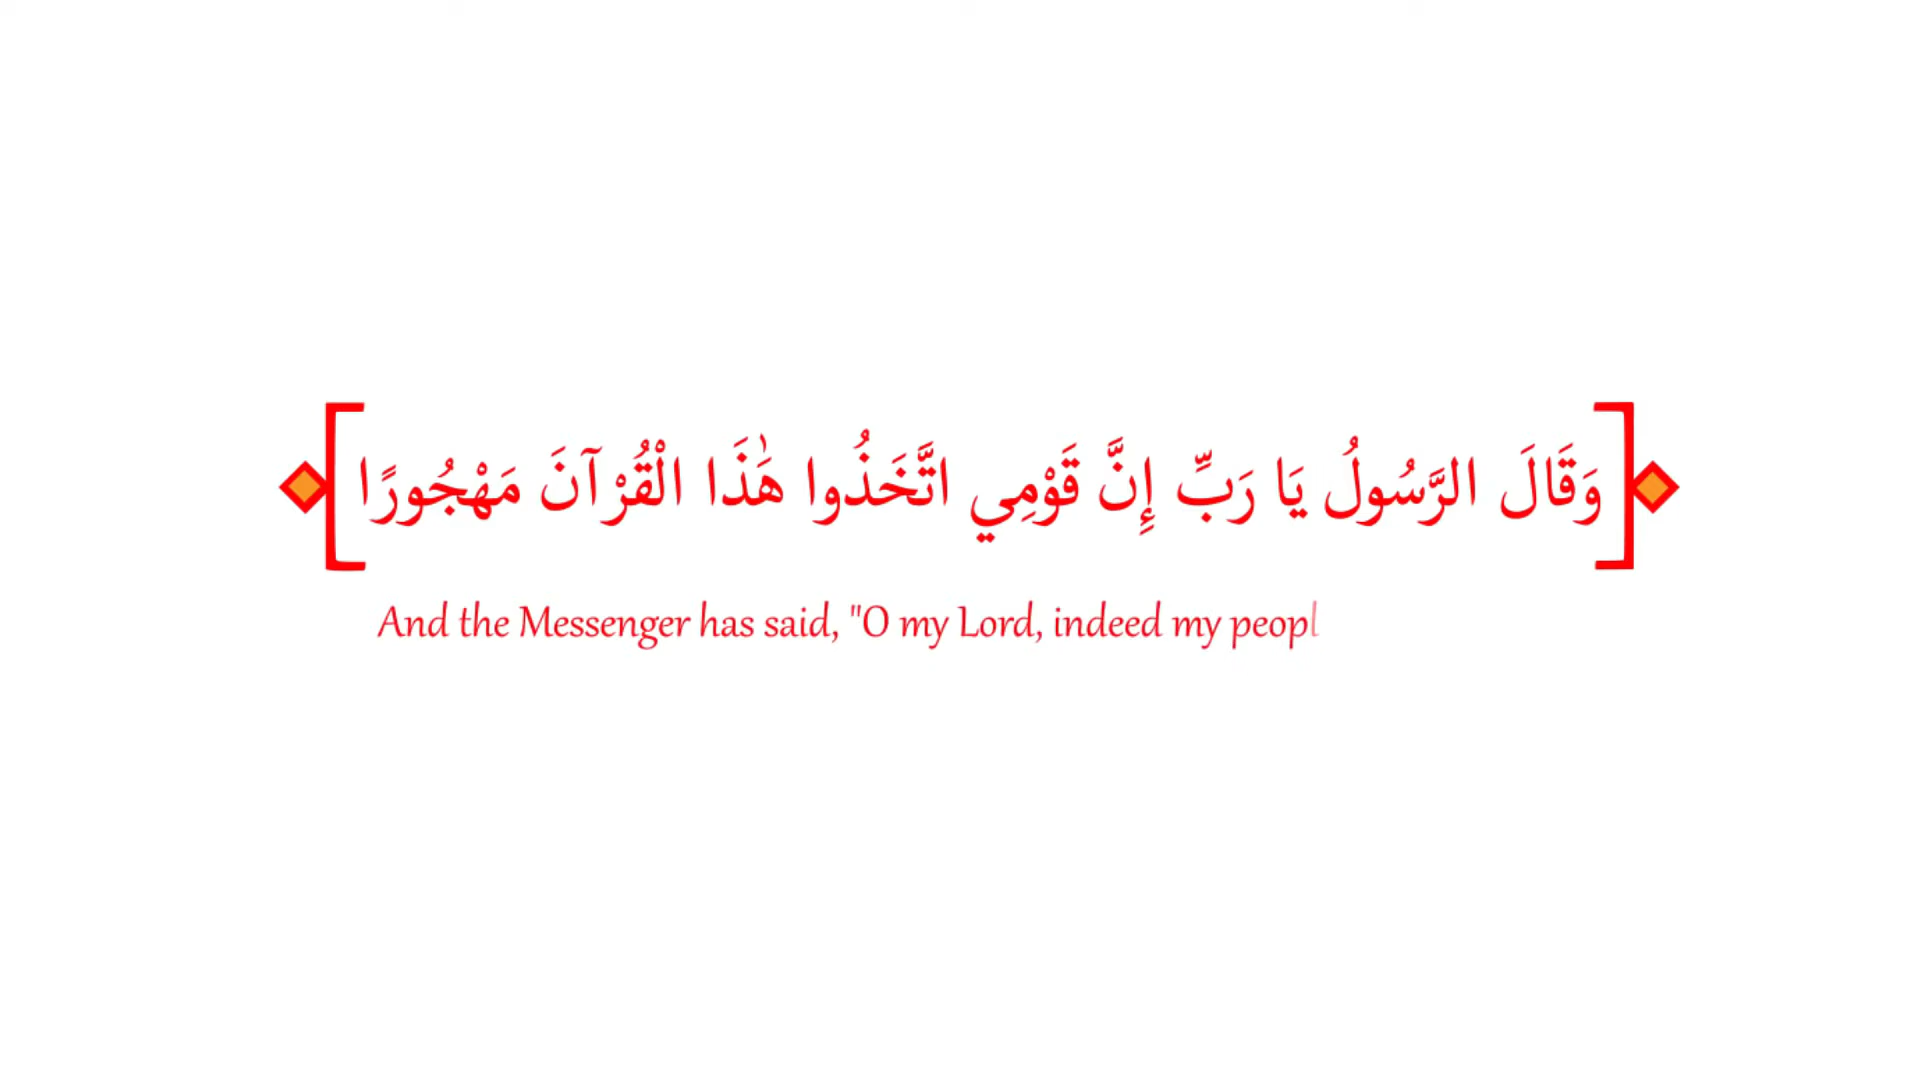 وَقَالَ الرَّسُولُ يَا رَبِّ إِنَّ قَوْمِي اتَّخَذُوا هَٰذَا الْقُرْآنَ مَهْجُورًا
And the Messenger has said, "O my Lord, indeed my peopl